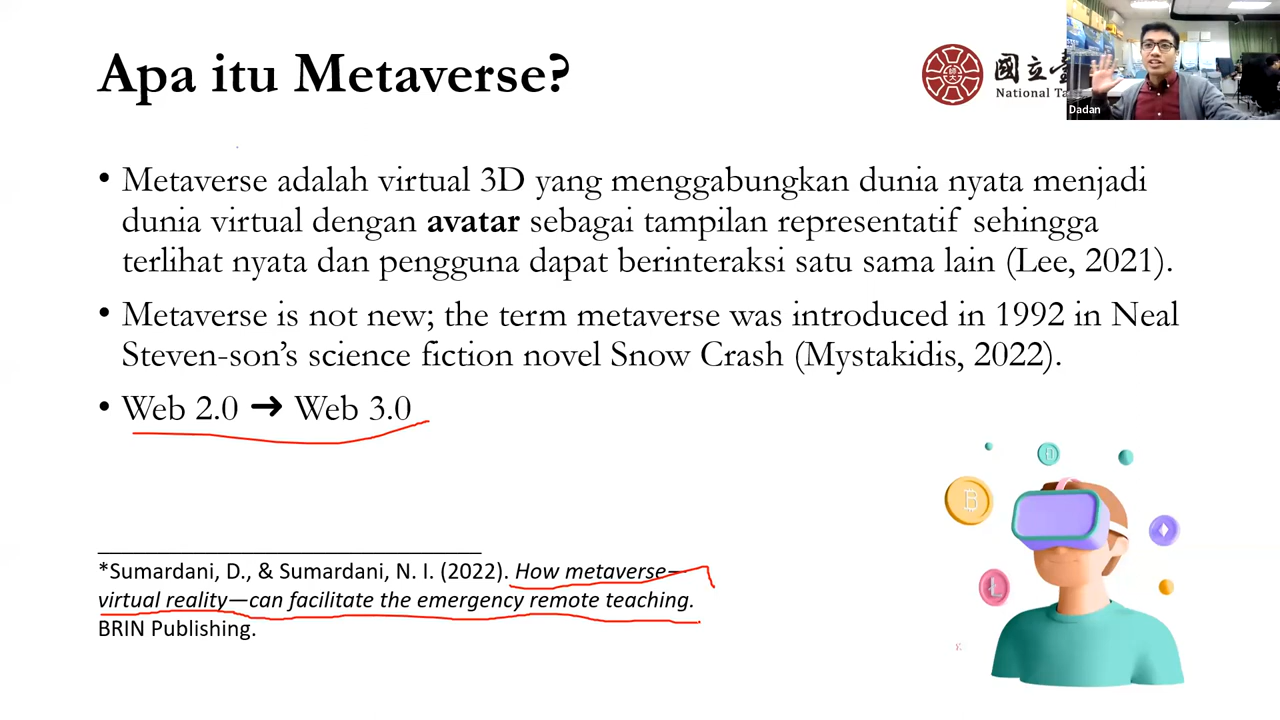 Apa itu Metaverse?
國立臺
National Ta
Dadan
• Metaverse adalah virtual 3D yang menggabungkan dunia nyata menjadi
dunia virtual dengan avatar sebagai tampilan representatif sehingga
terlihat nyata dan pengguna dapat berinteraksi satu sama lain (Lee, 2021).
• Metaverse is not new; the term metaverse was introduced in 1992 in Neal
Steven-son’s science fiction novel Snow Crash (Mystakidis, 2022).
• Web 2.0 ➜ Web 3.0
*Sumardani, D., & Sumardani, N. I. (2022). How metaverse—
virtual reality—can facilitate the emergency remote teaching.
BRIN Publishing.